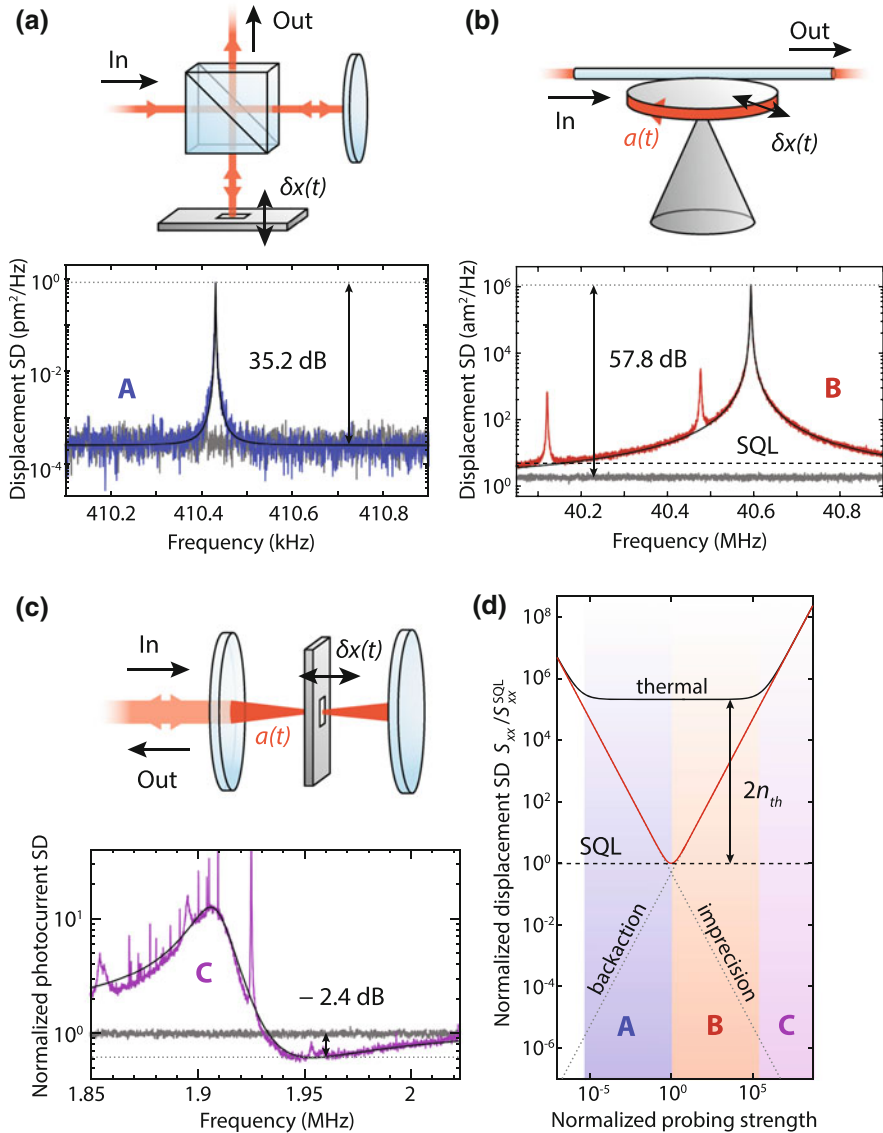 (a)
Out
In
δx(t)
Displacement SD (pm²/Hz)
10⁰
10⁻²
10⁻⁴
35.2 dB
A
410.2
410.4
410.6
410.8
Frequency (kHz)
(b)
Out
In
a(t)
δx(t)
Displacement SD (am²/Hz)
10⁶
10⁴
10²
10⁰
57.8 dB
B
SQL
40.2
40.4
40.6
40.8
Frequency (MHz)
(c)
In
δx(t)
a(t)
Out
Normalized photocurrent SD
10¹
10⁰
C
− 2.4 dB
1.85
1.9
1.95
2
Frequency (MHz)
(d)
Normalized displacement SD Sxx/Sxx^SQL
10⁸
10⁶
10⁴
10²
10⁰
10⁻²
10⁻⁴
10⁻⁶
thermal
2nth
SQL
backaction
imprecision
A
B
C
10⁻⁵
10⁰
10⁵
Normalized probing strength